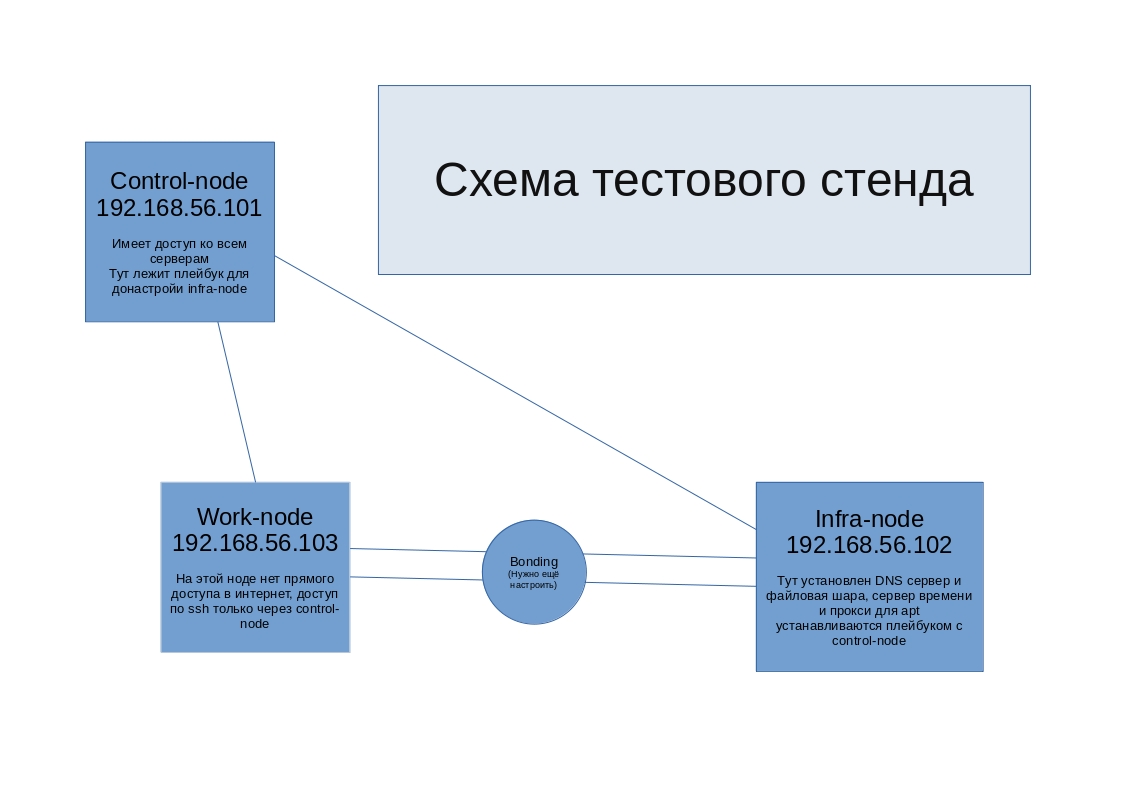 Схема тестового стенда
Control-node
192.168.56.101
Имеет доступ ко всем
серверам
Тут лежит плейбук для
донастройи infra-node
Work-node
192.168.56.103
На этой ноде нет прямого
доступа в интернет, доступ
по ssh только через control-
node
Bonding
(Нужно ещё
настроить)
Infra-node
192.168.56.102
Тут установлен DNS сервер и
файловая шара, сервер времени
и прокси для apt
устанавливаются плейбуком с
control-node